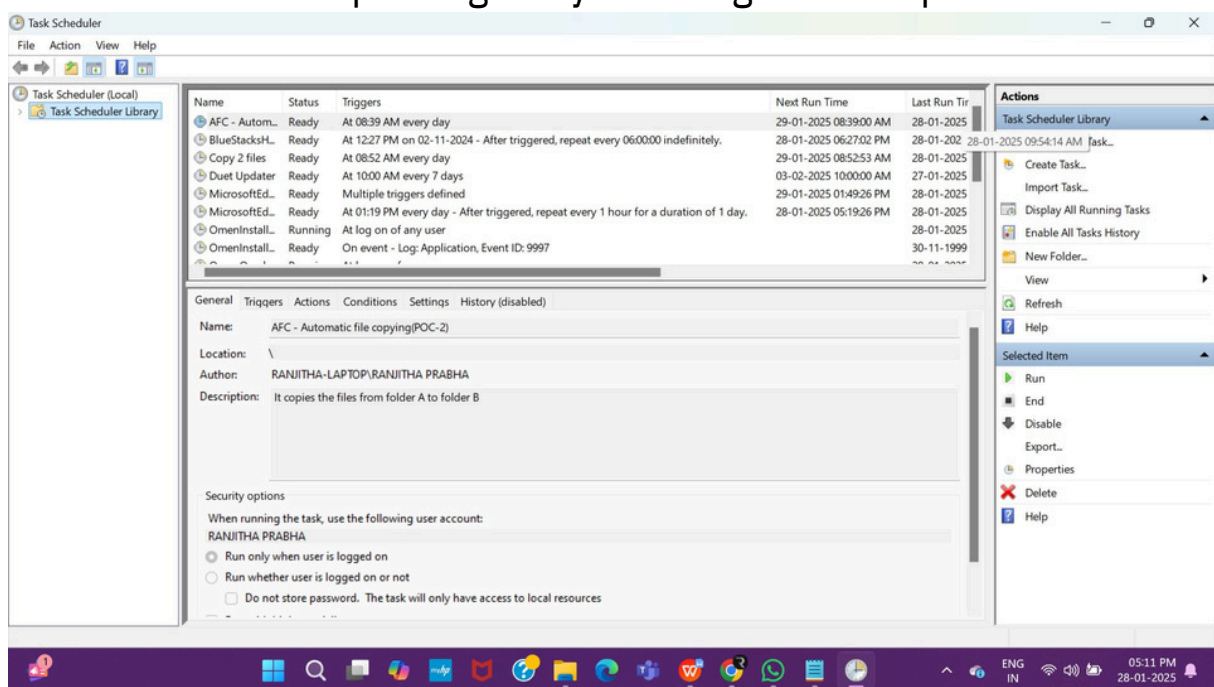 Task Scheduler
File Action View Help
Task Scheduler (Local)
Task Scheduler Library
Name Status Triggers Next Run Time Last Run Tir
AFC - Autom... Ready At 08:39 AM every day 29-01-2025 08:39:00 AM 28-01-2025
BlueStacksH... Ready At 12:27 PM on 02-11-2024 - After triggered, repeat every 06:00:00 indefinitely. 28-01-2025 06:27:02 PM 28-01-202
Copy 2 files Ready At 08:52 AM every day 29-01-2025 08:52:53 AM 28-01-2025
Duet Updater Ready At 10:00 AM every 7 days 03-02-2025 10:00:00 AM 27-01-2025
MicrosoftEd... Ready Multiple triggers defined 29-01-2025 01:49:26 PM 28-01-2025
MicrosoftEd... Ready At 01:19 PM every day - After triggered, repeat every 1 hour for a duration of 1 day. 28-01-2025 05:19:26 PM 28-01-2025
OmenInstall... Running At log on of any user 28-01-2025
OmenInstall... Ready On event - Log: Application, Event ID: 9997 30-11-1999
28-01-2025 09:54:14 AM
General Triggers Actions Conditions Settings History (disabled)
Name: AFC - Automatic file copying(POC-2)
Location: \
Author: RANJITHA-LAPTOP\RANJITHA PRABHA
Description: It copies the files from folder A to folder B
Security options
When running the task, use the following user account:
RANJITHA PRABHA
Run only when user is logged on
Run whether user is logged on or not
Do not store password. The task will only have access to local resources
Actions
Task Scheduler Library
Task...
Create Task...
Import Task...
Display All Running Tasks
Enable All Tasks History
New Folder...
View
Refresh
Help
Selected Item
Run
End
Disable
Export...
Properties
Delete
Help
1
ENG
IN
05:11 PM
28-01-2025